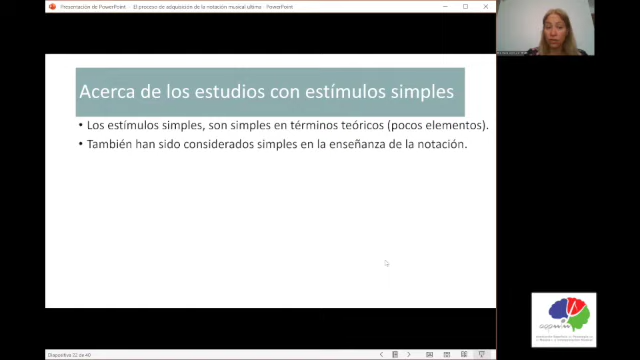 Presentación de PowerPoint - El proceso de adquisición de la notación musical ultima - PowerPoint
Acerca de los estudios con estímulos simples
• Los estímulos simples, son simples en términos teóricos (pocos elementos).
• También han sido considerados simples en la enseñanza de la notación.
Diapositiva 22 de 40